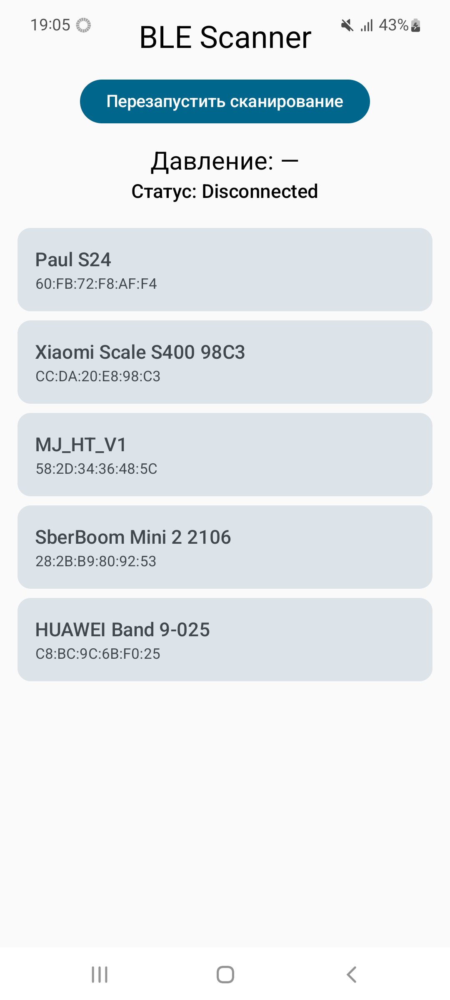 19:05
43%
BLE Scanner
Перезапустить сканирование
Давление: —
Статус: Disconnected
Paul S24
60:FB:72:F8:AF:F4
Xiaomi Scale S400 98C3
CC:DA:20:E8:98:C3
MJ_HT_V1
58:2D:34:36:48:5C
SberBoom Mini 2 2106
28:2B:B9:80:92:53
HUAWEI Band 9-025
C8:BC:9C:6B:F0:25